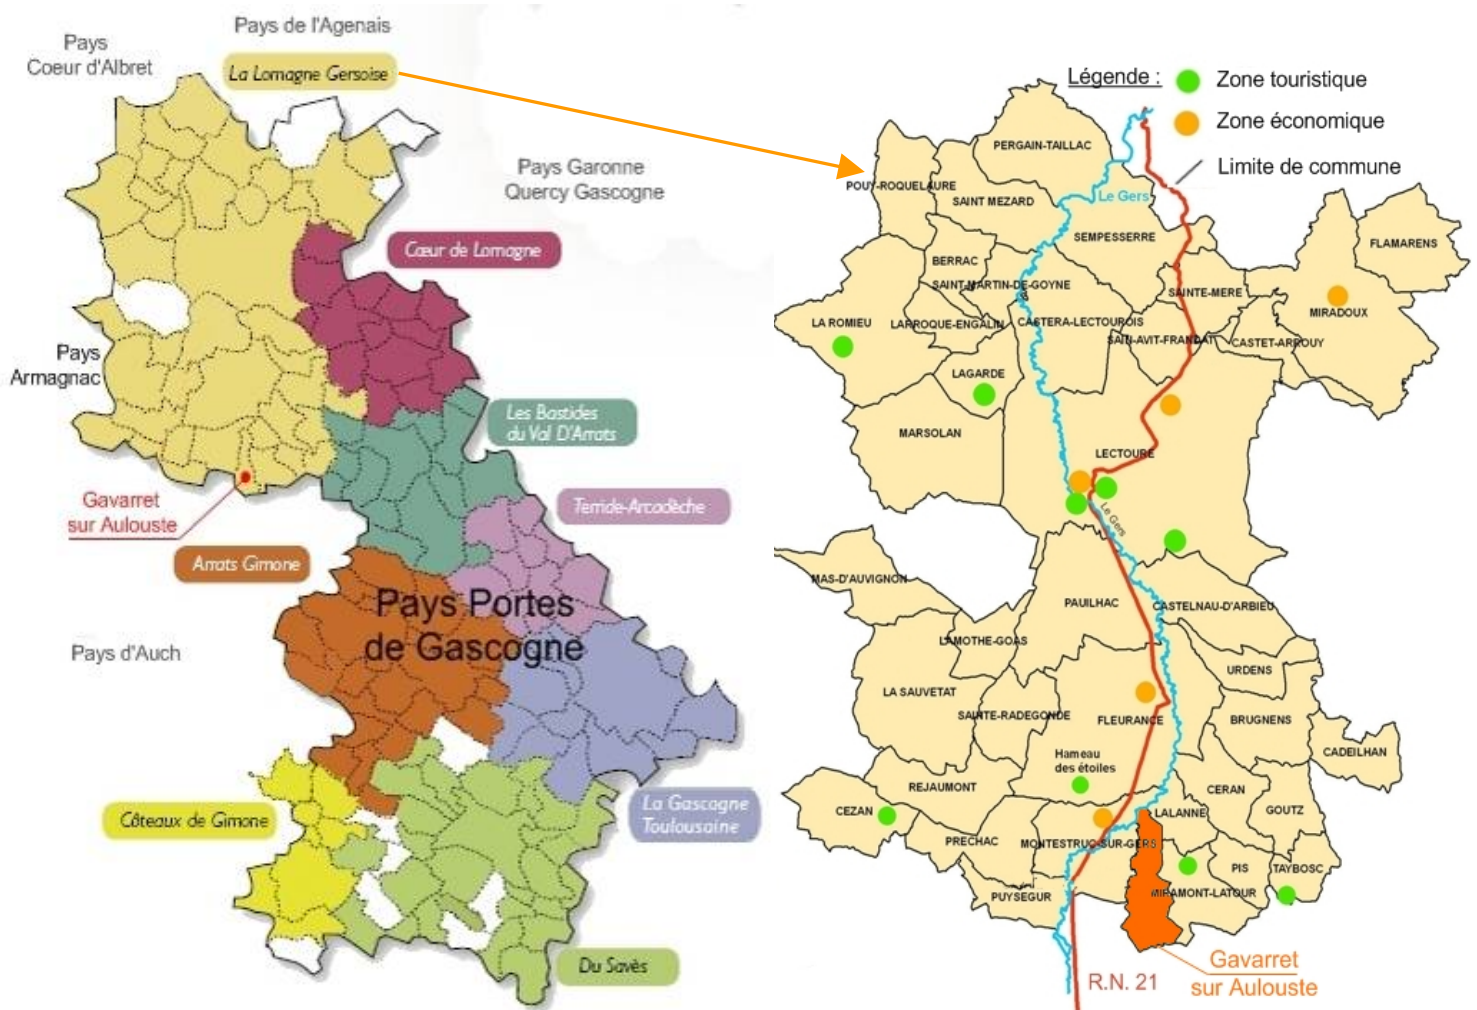 Pays de l'Agenais
Pays
Coeur d'Albret
La Lomagne Gersoise
Pays Garonne
Quercy Gascogne
Cœur de Lomagne
Pays
Armagnac
Les Bastides
du Val D'Arrats
Gavarret
sur Aulouste
Terride-Arcadèche
Arrats Gimone
Pays Portes
de Gascogne
Pays d'Auch
La Gascogne
Toulousaine
Côteaux de Gimone
Du Savès
Légende :
Zone touristique
Zone économique
Limite de commune
PERGAIN-TAILLAC
POUY-ROQUELAURE
SAINT MEZARD
Le Gers
SEMPESSERRE
FLAMARENS
BERRAC
SAINT-MARTIN-DE-GOYNE
SAINTE-MERE
MIRADOUX
LA ROMIEU
LARROQUE-ENGALIN
CASTERA-LECTOUROIS
SAIN-AVIT-FRANDAT
CASTET-ARROUY
LAGARDE
MARSOLAN
LECTOURE
Le Gers
MAS-D'AUVIGNON
PAUILHAC
CASTELNAU-D'ARBIEU
LAMOTHE-GOAS
URDENS
LA SAUVETAT
SAINTE-RADEGONDE
FLEURANCE
BRUGNENS
CADEILHAN
Hameau
des étoiles
REJAUMONT
CERAN
CEZAN
LALANNE
GOUTZ
PRECHAC
MONTESTRUC-SUR-GERS
PIS
TAYBOSC
PUYSEGUR
MIRAMONT-LATOUR
Gavarret
sur Aulouste
R.N. 21